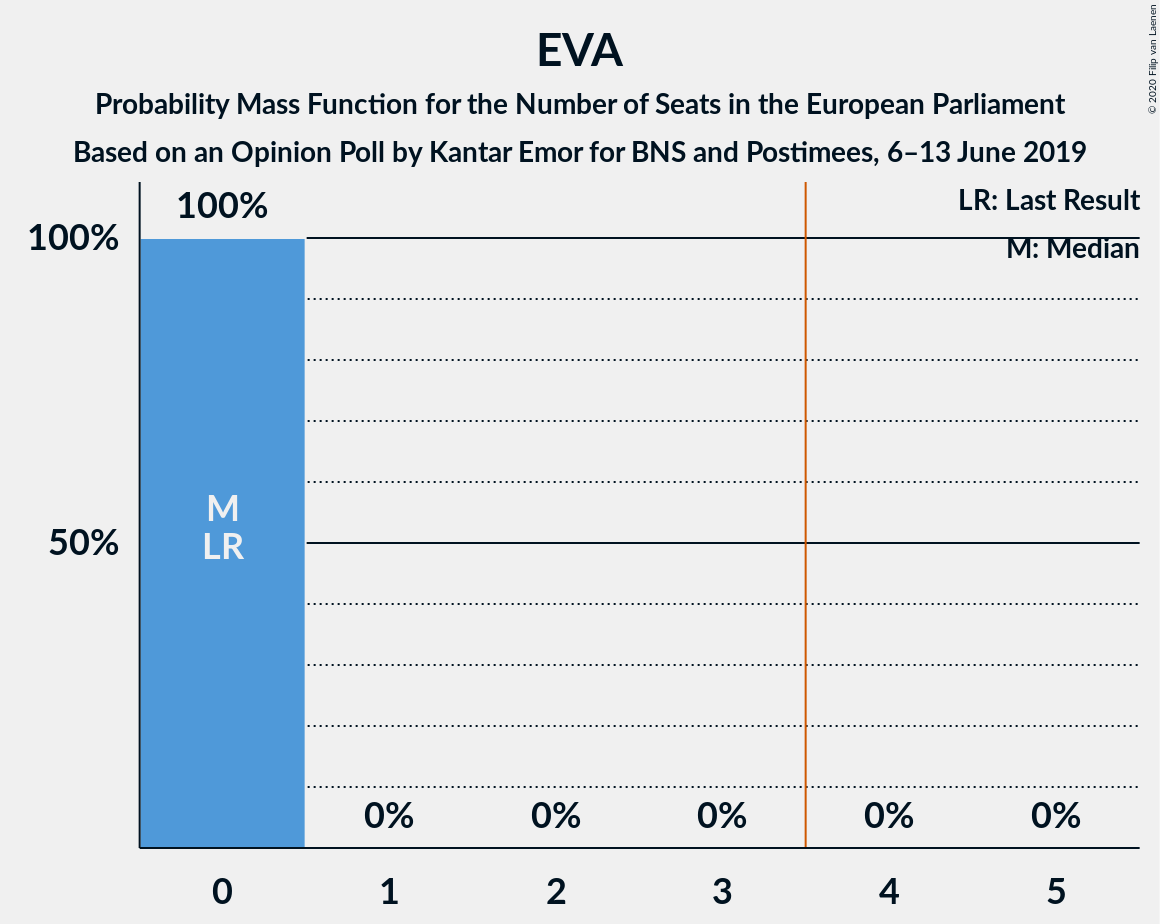 EVA
Probability Mass Function for the Number of Seats in the European Parliament
Based on an Opinion Poll by Kantar Emor for BNS and Postimees, 6–13 June 2019
© 2020 Filip van Laenen
LR: Last Result
M: Median
100%
100%
50%
M
LR
0%
0%
0%
0%
0%
0
1
2
3
4
5